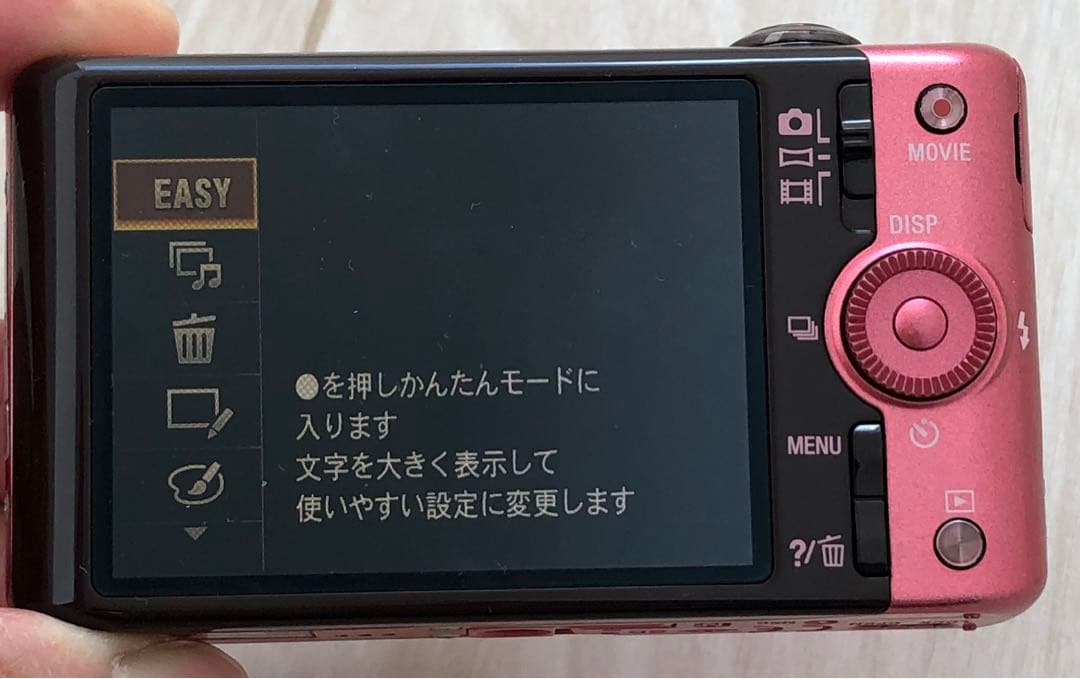 EASY
●を押しかんたんモードに
入ります
文字を大きく表示して
使いやすい設定に変更します
MOVIE
DISP
MENU
?/